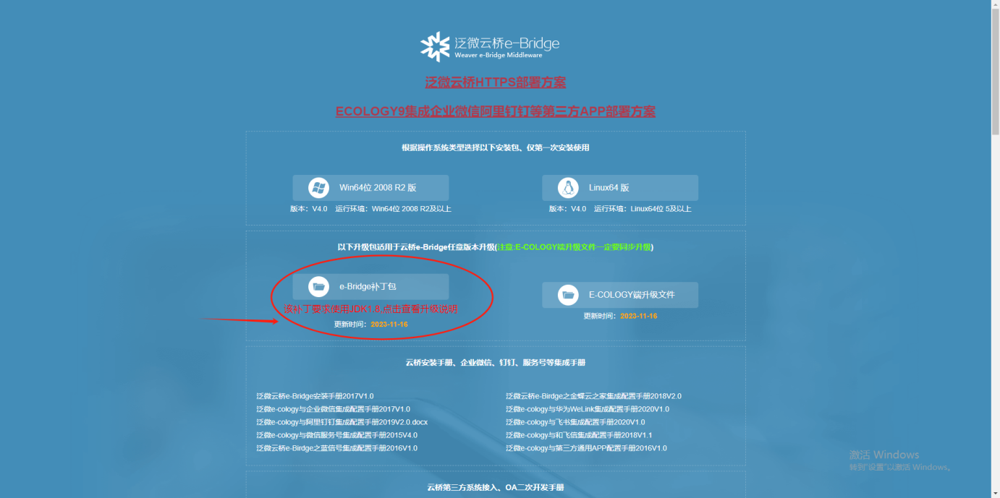 泛微云桥e-Bridge
Weaver e-Bridge Middleware
泛微云桥HTTPS部署方案
ECOLOGY9集成企业微信阿里钉钉等第三方APP部署方案
根据操作系统类型选择以下安装包、仅第一次安装使用
Win64位 2008 R2 版
Linux64 版
版本：V4.0 运行环境：Win64位 2008 R2及以上
版本：V4.0 运行环境：Linux64位 5及以上
以下升级包适用于云桥e-Bridge任意版本升级(注意:E-COLOGY端升级文件一定要同步升级)
e-Bridge补丁包
E-COLOGY端升级文件
该补丁要求使用JDK1.8,点击查看升级说明
更新时间：2023-11-16
更新时间：2023-11-16
云桥安装手册、企业微信、钉钉、服务号等集成手册
泛微云桥e-Bridge安装手册2017V1.0
泛微云桥e-Birdge之金蝶云之家集成配置手册2018V2.0
泛微e-cology与企业微信集成配置手册2017V1.0
泛微e-cology与华为WeLink集成配置手册2020V1.0
泛微e-cology与阿里钉钉集成配置手册2019V2.0.docx
泛微e-cology与飞书集成配置手册2020V1.0
泛微e-cology与微信服务号集成配置手册2015V4.0
泛微e-cology与和飞信集成配置手册2018V1.1
泛微云桥e-Birdge之蓝信号集成配置手册2016V1.0
泛微e-cology与第三方通用APP配置手册2016V1.0
云桥第三方系统接入、OA二次开发手册
激活 Windows
转到"设置"以激活 Windows。